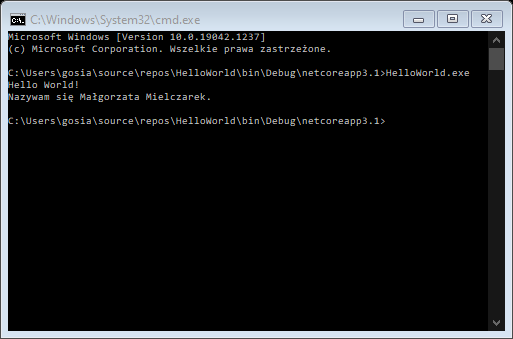 C:\Windows\System32\cmd.exe
Microsoft Windows [Version 10.0.19042.1237]
(c) Microsoft Corporation. Wszelkie prawa zastrzeżone.
C:\Users\gosia\source\repos\HelloWorld\bin\Debug\netcoreapp3.1>HelloWorld.exe
Hello World!
Nazywam się Małgorzata Mielczarek.
C:\Users\gosia\source\repos\HelloWorld\bin\Debug\netcoreapp3.1>